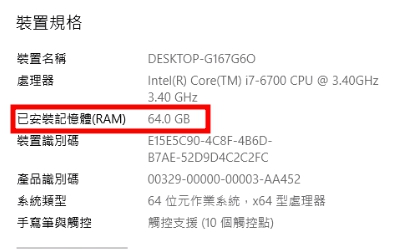 裝置規格
裝置名稱 DESKTOP-G167G6O
處理器 Intel(R) Core(TM) i7-6700 CPU @ 3.40GHz
3.40 GHz
已安裝記憶體(RAM) 64.0 GB
裝置識別碼 E15E5C90-4C8F-4B6D-
B7AE-52D9D4C2C2FC
產品識別碼 00329-00000-00003-AA452
系統類型 64 位元作業系統，x64 型處理器
手寫筆與觸控 觸控支援 (10 個觸控點)